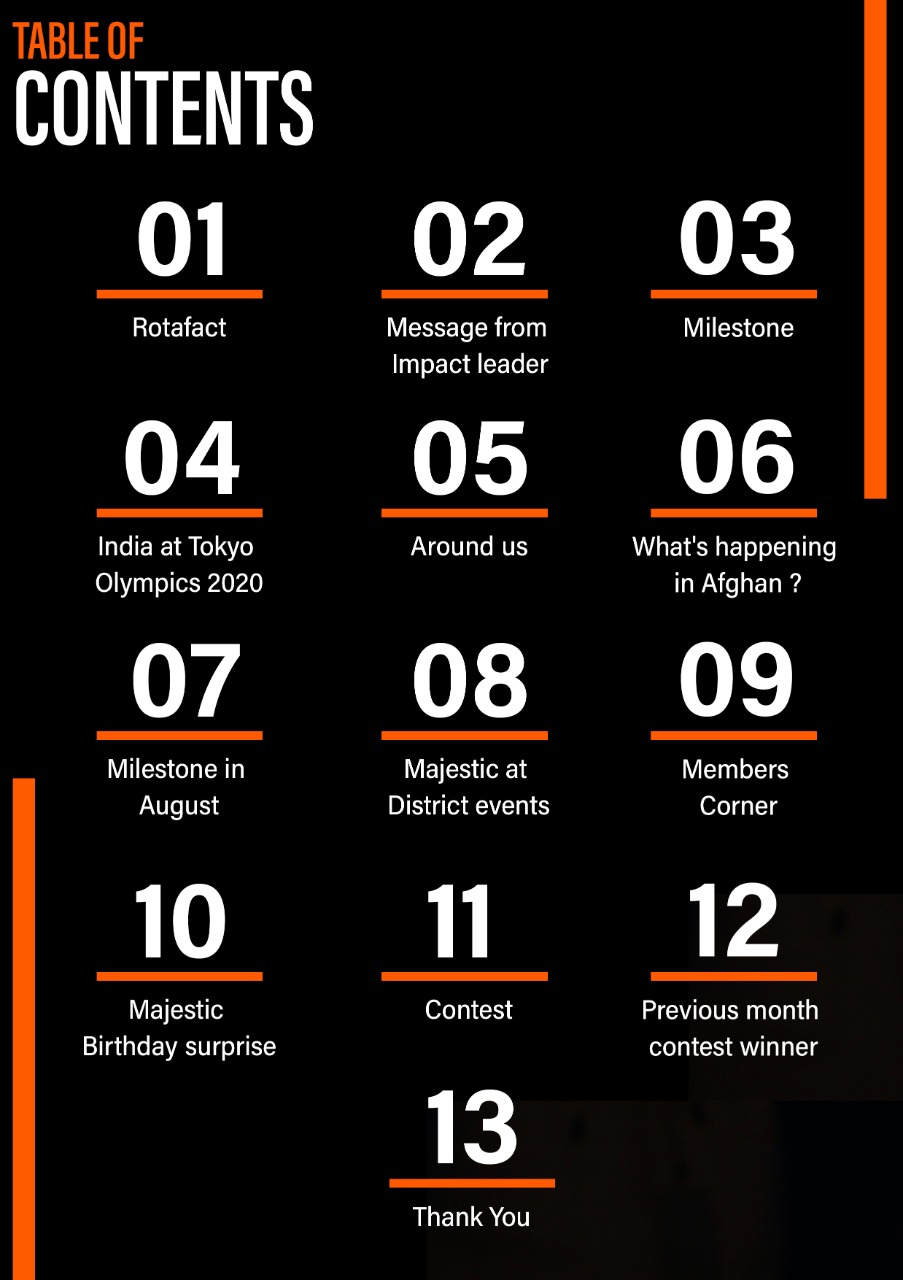 TABLE OF
CONTENTS
01
Rotafact
02
Message from
Impact leader
03
Milestone
04
India at Tokyo
Olympics 2020
05
Around us
06
What's happening
in Afghan ?
07
Milestone in
August
08
Majestic at
District events
09
Members
Corner
10
Majestic
Birthday surprise
11
Contest
12
Previous month
contest winner
13
Thank You